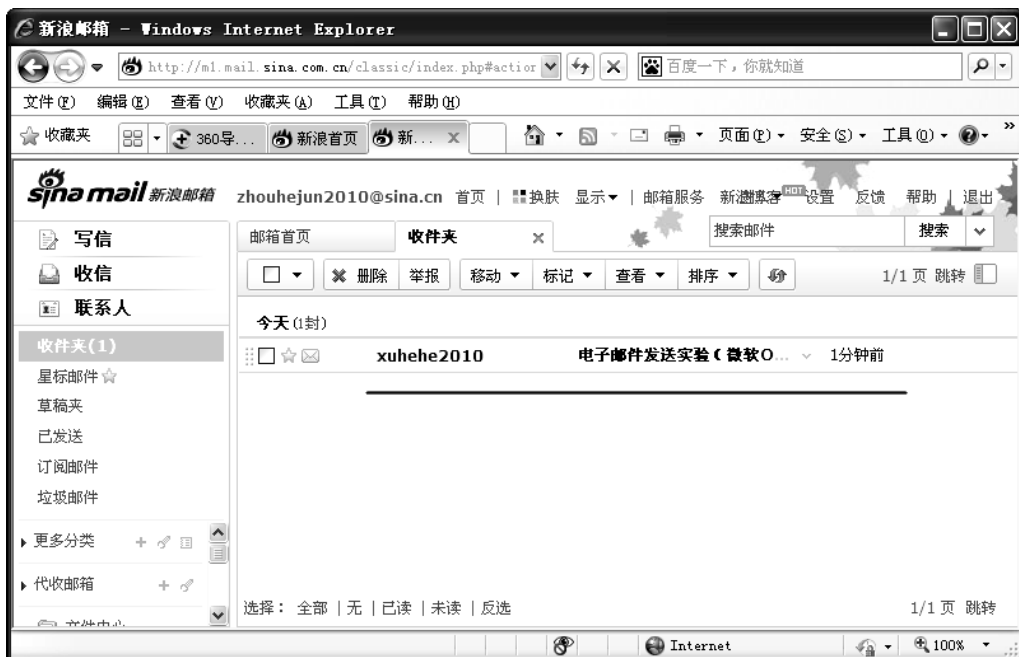 新浪邮箱 - Windows Internet Explorer
http://m1.mail.sina.com.cn/classic/index.php#action 百度一下，你就知道
文件(F) 编辑(E) 查看(V) 收藏夹(A) 工具(T) 帮助(H)
收藏夹 360导... 新浪首页 新... 页面(P) 安全(S) 工具(O) »
sina mail 新浪邮箱 zhouhejun2010@sina.cn 首页 | 换肤 显示 | 邮箱服务 新浪博客 HOT 设置 反馈 帮助 | 退出
写信 邮箱首页 收件夹 搜索邮件 搜索
收信 删除 举报 移动 标记 查看 排序 1/1 页 跳转
联系人
今天(1封)
收件夹(1) xuhehe2010 电子邮件发送实验（微软O... 1分钟前
星标邮件
草稿夹
已发送
订阅邮件
垃圾邮件
更多分类
代收邮箱
文件中心
选择： 全部 | 无 | 已读 | 未读 | 反选 1/1 页 跳转
Internet 100%